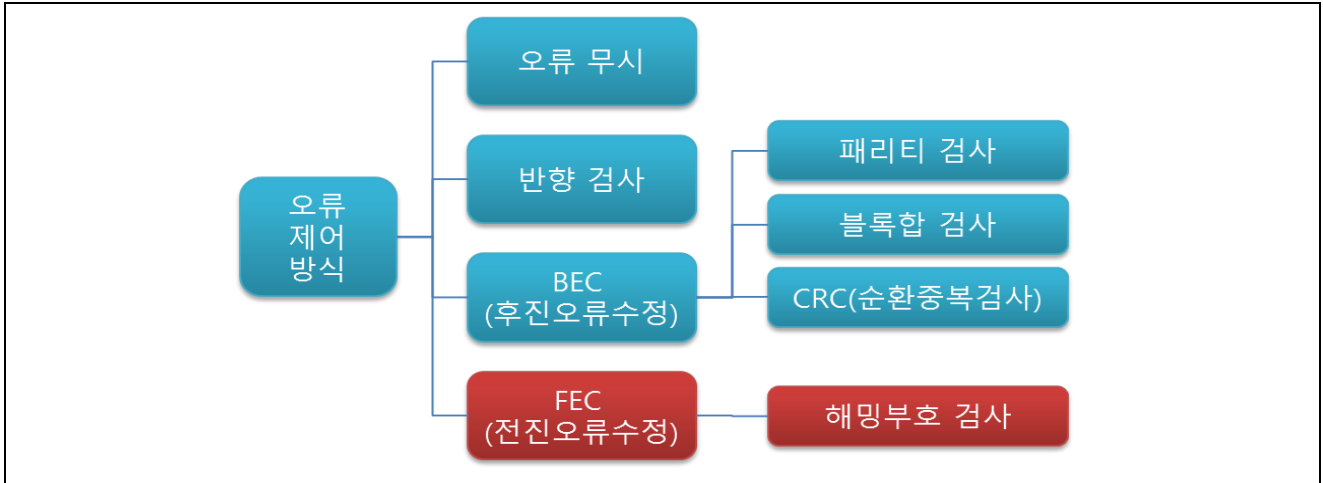 오류 무시
패리티 검사
반향 검사
블록합 검사
오류
제어
방식
BEC
(후진오류수정)
CRC(순환중복검사)
FEC
(전진오류수정)
해밍부호 검사